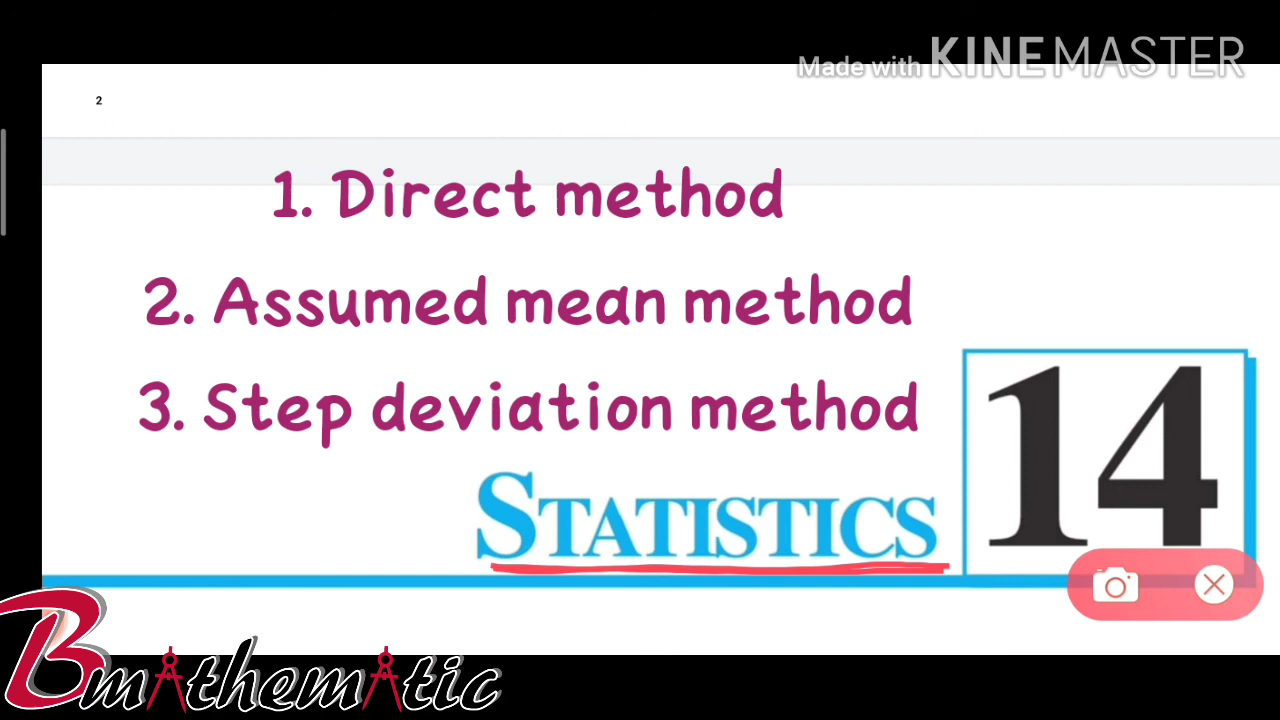 Made with KINEMASTER
2
1. Direct method
2. Assumed mean method
3. Step deviation method
14
STATISTICS
Bmathematic